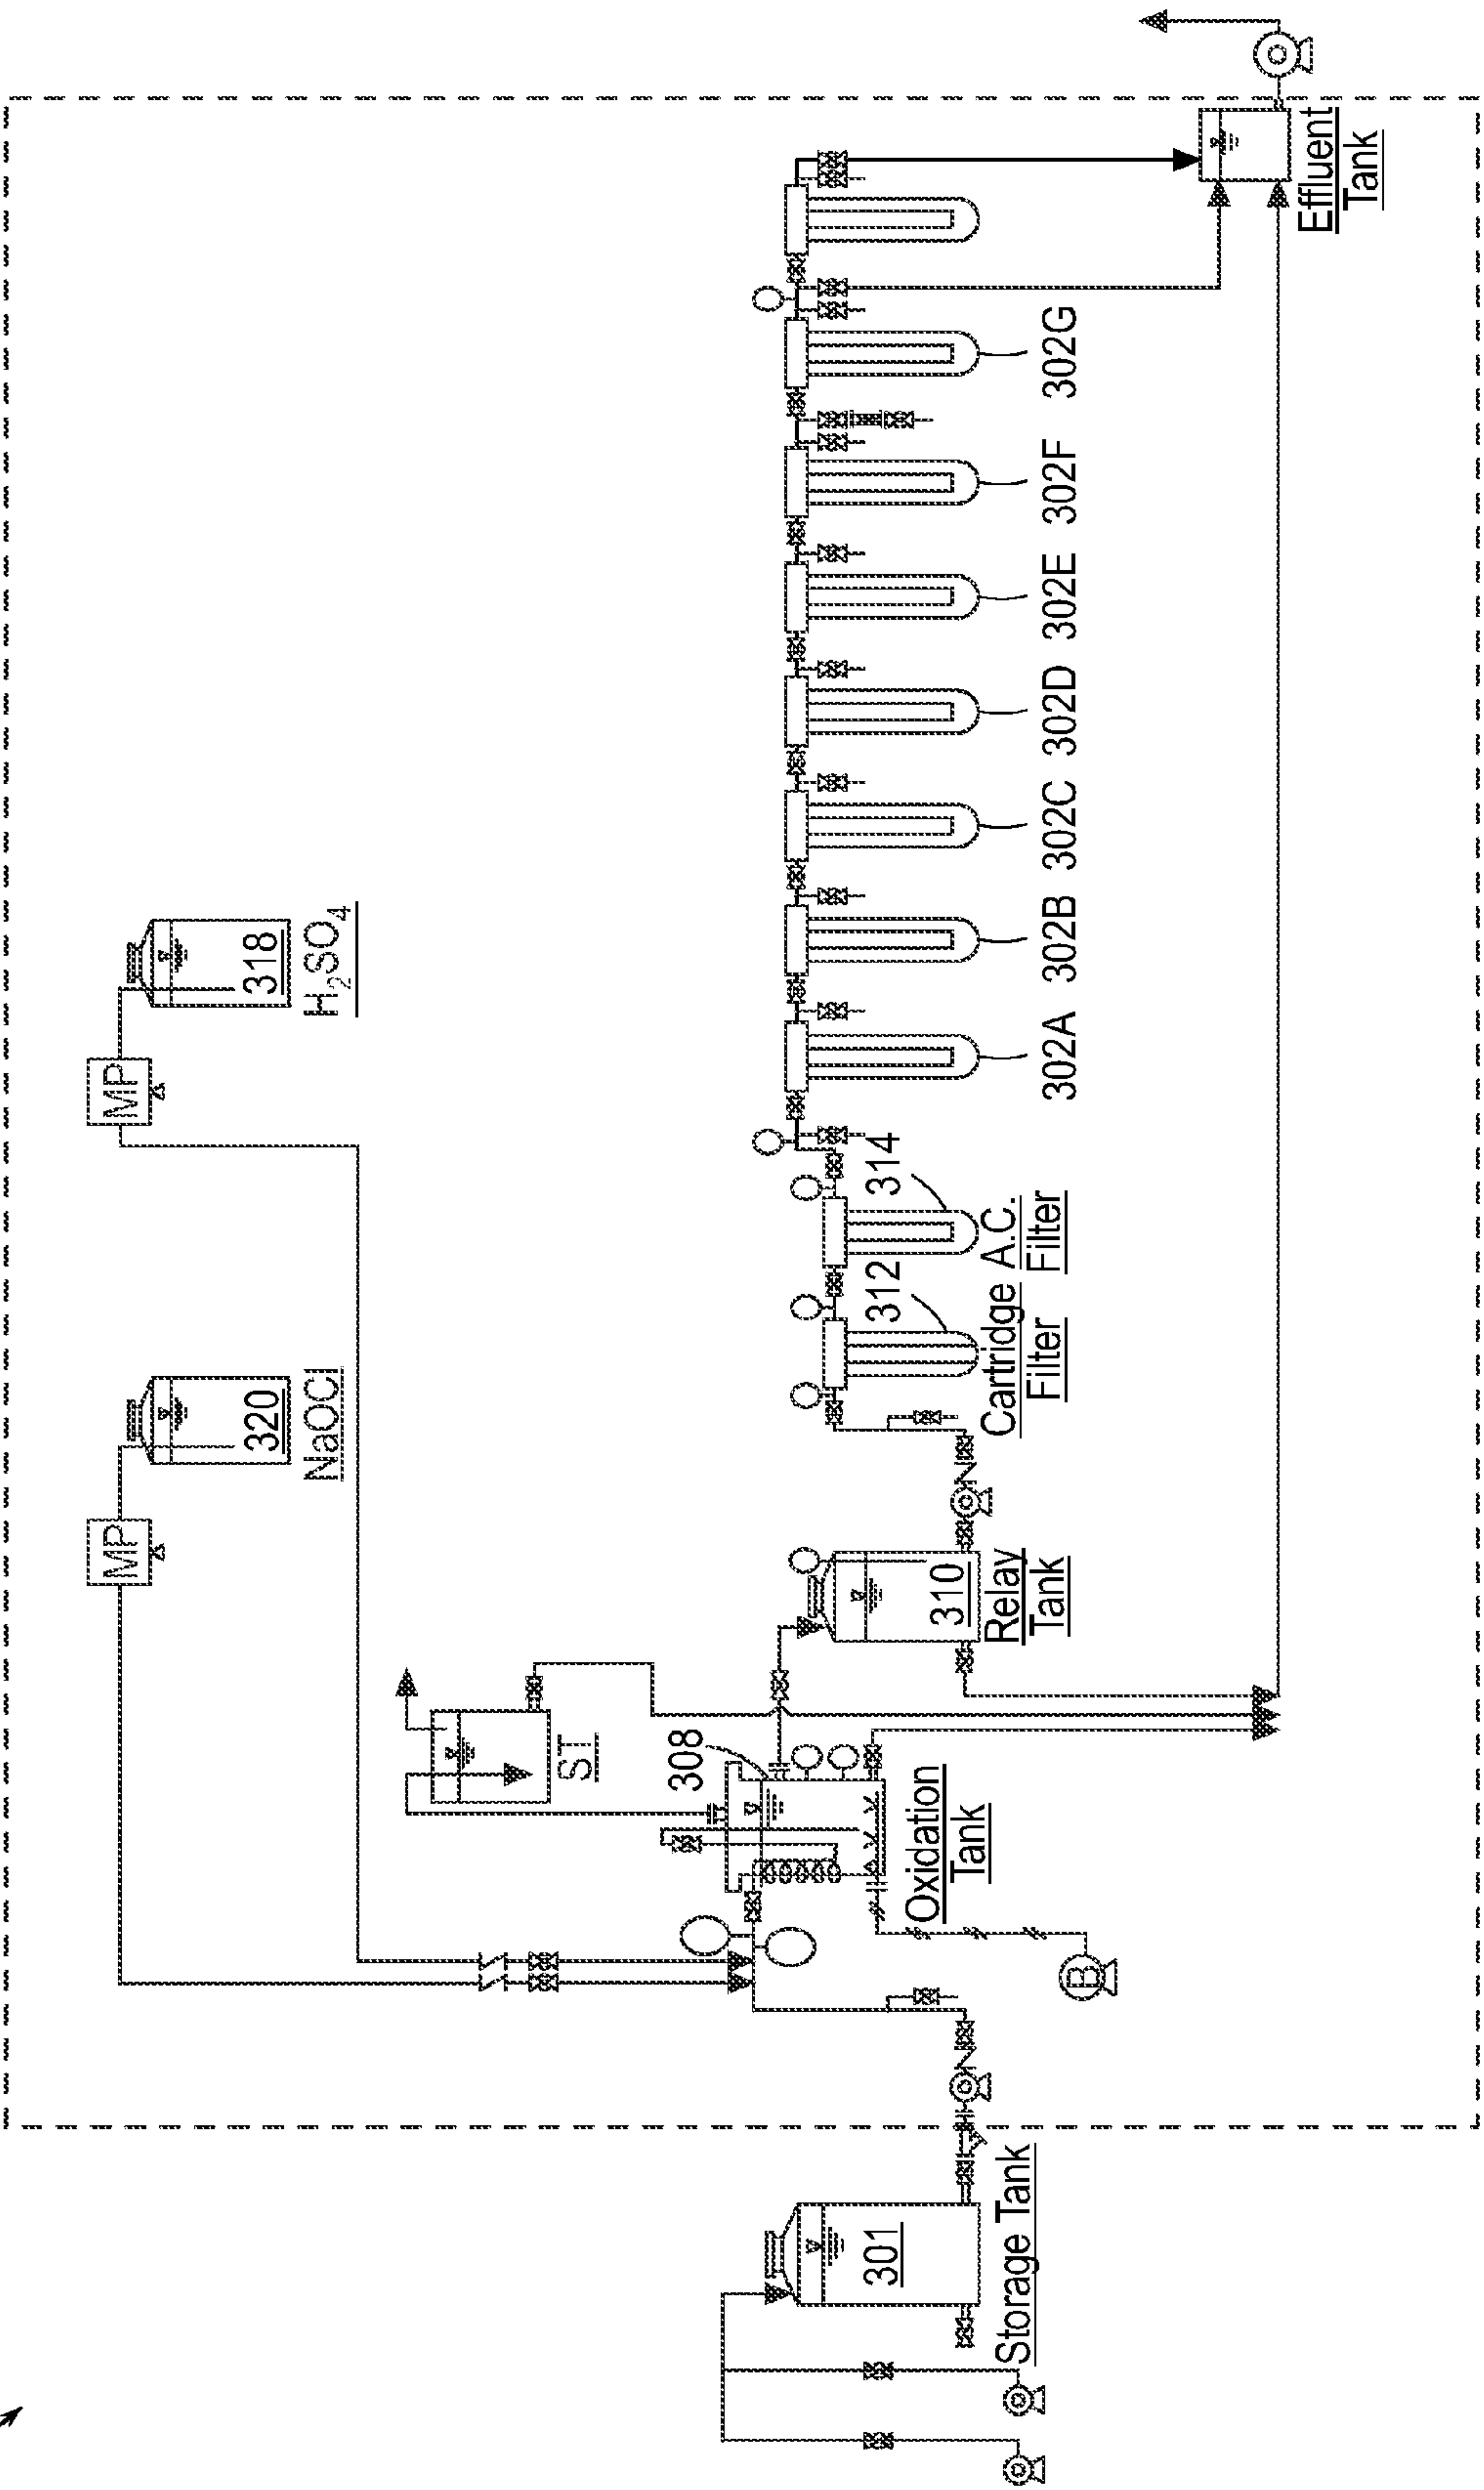 MP
MP
320
NaOCl
318
H₂SO₄
ST
308
301
Storage Tank
Oxidation
Tank
B
310
Relay
Tank
312
Cartridge
Filter
314
A.C.
Filter
302A
302B
302C
302D
302E
302F
302G
Effluent
Tank